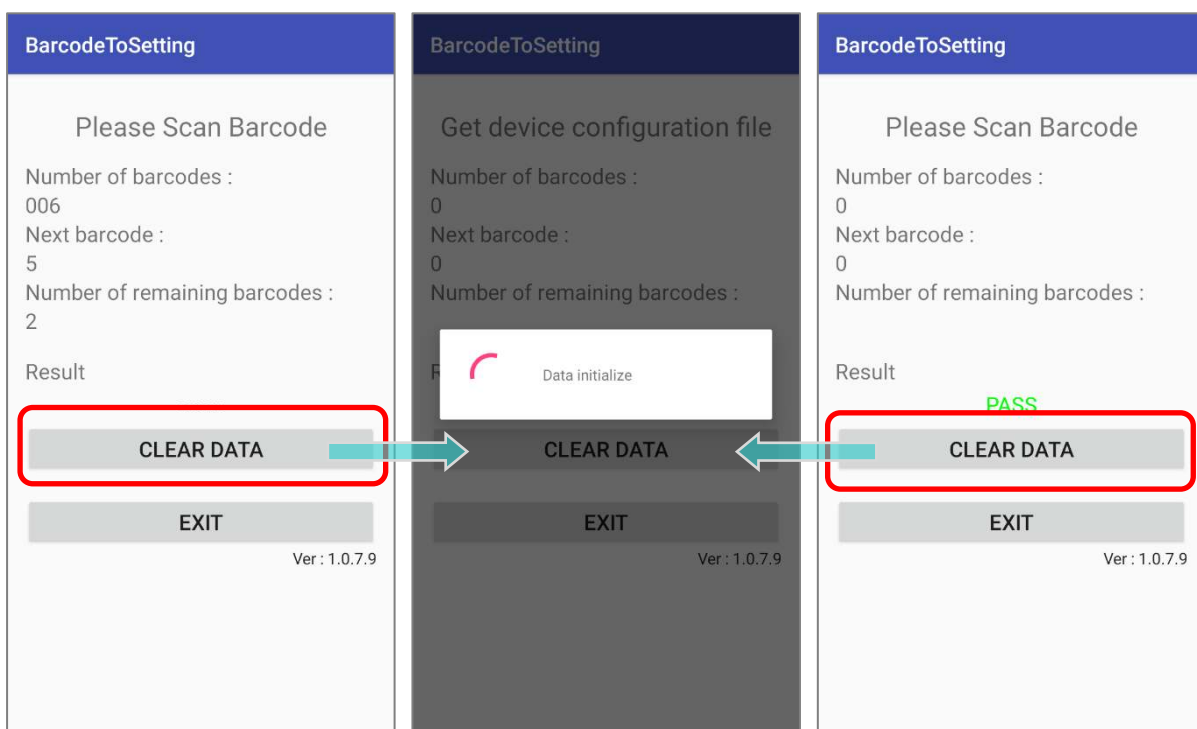 BarcodeToSetting
Please Scan Barcode
Number of barcodes :
006
Next barcode :
5
Number of remaining barcodes :
2
Result
CLEAR DATA
EXIT
Ver : 1.0.7.9
BarcodeToSetting
Get device configuration file
Number of barcodes :
0
Next barcode :
0
Number of remaining barcodes :
R
Data initialize
CLEAR DATA
EXIT
Ver : 1.0.7.9
BarcodeToSetting
Please Scan Barcode
Number of barcodes :
0
Next barcode :
0
Number of remaining barcodes :
Result
PASS
CLEAR DATA
EXIT
Ver : 1.0.7.9